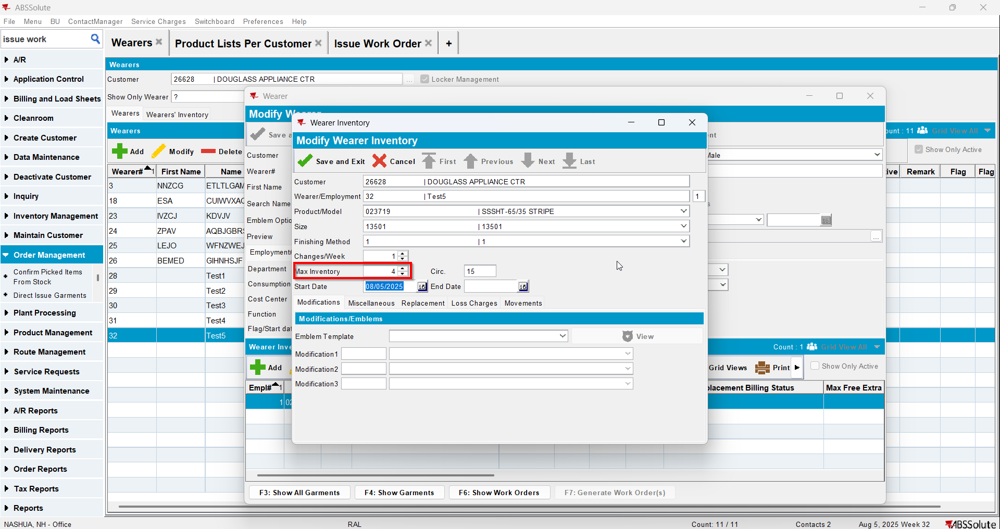 ABSSolute
File Menu BU ContactManager Service Charges Switchboard Preferences Help
issue work
Wearers Product Lists Per Customer Issue Work Order +
A/R
Application Control
Billing and Load Sheets
Cleanroom
Create Customer
Data Maintenance
Deactivate Customer
Inquiry
Inventory Management
Maintain Customer
Order Management
Confirm Picked Items
From Stock
Direct Issue Garments
Plant Processing
Product Management
Route Management
Service Requests
System Maintenance
A/R Reports
Billing Reports
Delivery Reports
Order Reports
Tax Reports
Reports
Wearers
Customer 26628 | DOUGLASS APPLIANCE CTR ... Locker Management
Show Only Wearer ?
Wearers Wearers' Inventory
Wearers
Count : 11 Grid View All
Add Modify Delete
Show Only Active
Wearer# 1 First Name Name
Remark Flag Flag
3 NNZCG ETLTLGAM
18 ESA CUIWVXAC
23 IVZCJ KDVJV
24 ZPAV AQBJGBRS
25 LEJO WFNZWEJ
26 BEMED GIHNHSJF
28 Test1
29 Test2
30 Test3
31 Test4
32 Test5
Wearer
Modify Wearer
Save a
nt
Customer
Male
Wearer#
First Name
Search Name
Emblem Optio
16
Preview
...
Employment#
Department
Consumption
Cost Center
Function
Flag/Start dat
Wearer Inve
Count : 1 Grid View All
Add
Grid Views Print Show Only Active
Empl# 1
placement Billing Status Max Free Extra
1 02
F3: Show All Garments F4: Show Garments F6: Show Work Orders F7: Generate Work Order(s)
Wearer Inventory
Modify Wearer Inventory
Save and Exit Cancel First Previous Next Last
Customer 26628 | DOUGLASS APPLIANCE CTR
Wearer/Employment 32 | Test5 1
Product/Model 023719 | SSSHT-65/35 STRIPE
Size 13501 | 13501
Finishing Method 1 | 1
Changes/Week 1
Max Inventory 4 Circ. 15
Start Date 08/05/2025 16 End Date 16
Modifications Miscellaneous Replacement Loss Charges Movements
Modifications/Emblems
Emblem Template View
Modification1
Modification2
Modification3
NASHUA, NH - Office RAL Count: 11 / 11 Contacts 2 Aug 5, 2025 Week 32 ABSSolute